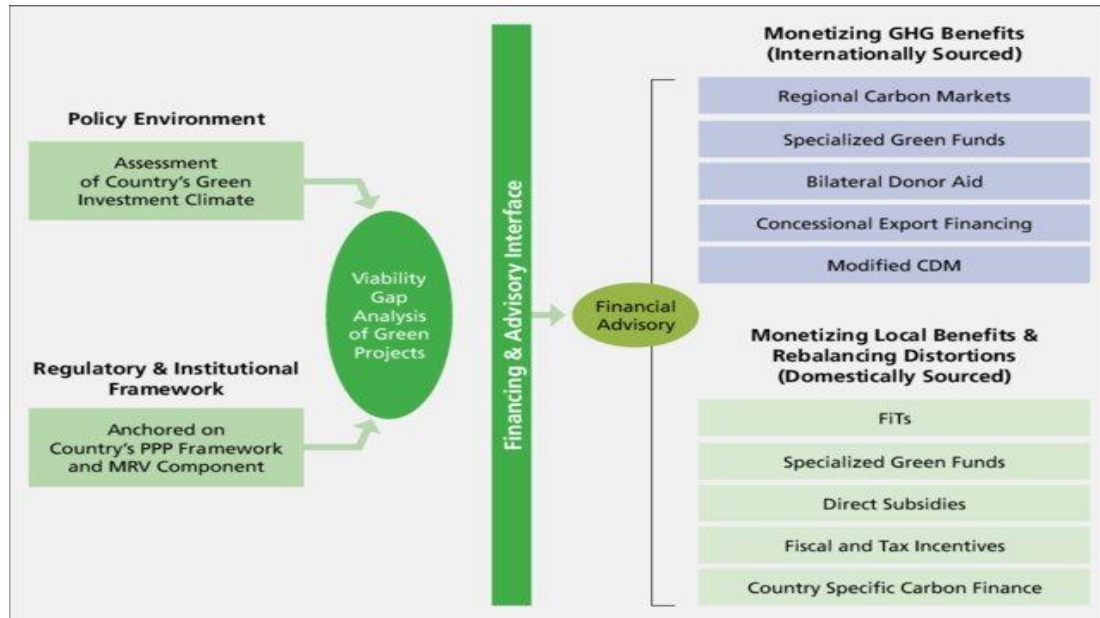 Policy Environment
Assessment
of Country's Green
Investment Climate
Regulatory & Institutional
Framework
Anchored on
Country's PPP Framework
and MRV Component
Viability
Gap
Analysis
of Green
Projects
Financing & Advisory Interface
Financial
Advisory
Monetizing GHG Benefits
(Internationally Sourced)
Regional Carbon Markets
Specialized Green Funds
Bilateral Donor Aid
Concessional Export Financing
Modified CDM
Monetizing Local Benefits &
Rebalancing Distortions
(Domestically Sourced)
FiTs
Specialized Green Funds
Direct Subsidies
Fiscal and Tax Incentives
Country Specific Carbon Finance